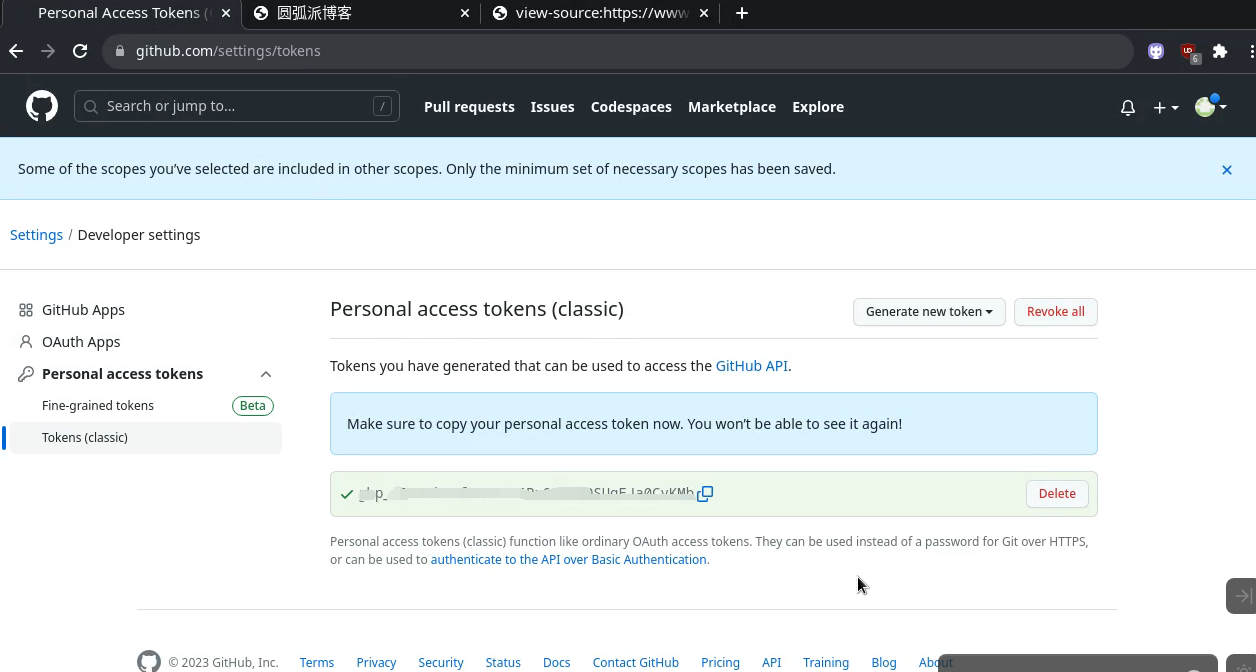 Personal Access Tokens (
圆弧派博客
view-source:https://www
github.com/settings/tokens
6
Search or jump to...
/
Pull requests
Issues
Codespaces
Marketplace
Explore
Some of the scopes you’ve selected are included in other scopes. Only the minimum set of necessary scopes has been saved.
Settings / Developer settings
GitHub Apps
OAuth Apps
Personal access tokens
Fine-grained tokens
Beta
Tokens (classic)
Personal access tokens (classic)
Generate new token
Revoke all
Tokens you have generated that can be used to access the GitHub API.
Make sure to copy your personal access token now. You won’t be able to see it again!
Delete
Personal access tokens (classic) function like ordinary OAuth access tokens. They can be used instead of a password for Git over HTTPS,
or can be used to authenticate to the API over Basic Authentication.
© 2023 GitHub, Inc.
Terms
Privacy
Security
Status
Docs
Contact GitHub
Pricing
API
Training
Blog
About